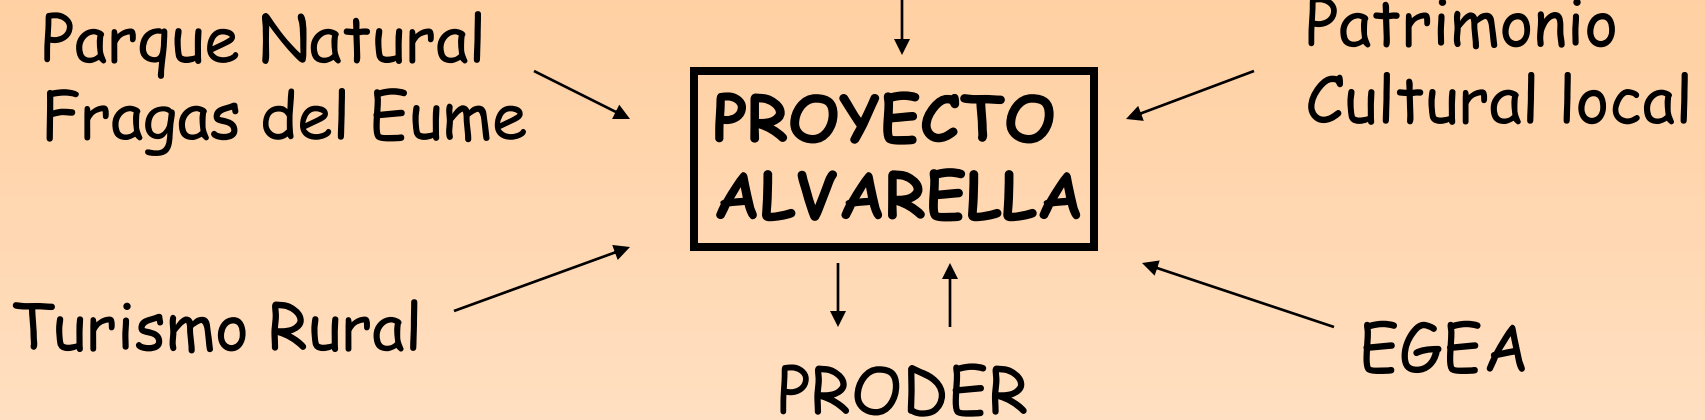 Parque Natural
Fragas del Eume
Patrimonio
Cultural local
PROYECTO
ALVARELLA
Turismo Rural
EGEA
PRODER